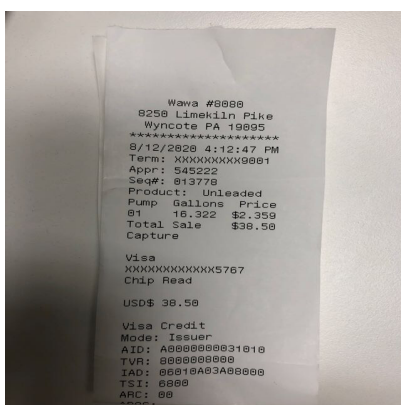 Wawa #8080
8250 Limekiln Pike
Wyncote PA 19095
********************
8/12/2020 4:12:47 PM
Term: XXXXXXXXX9001
Appr: 545222
Seq#: 013778
Product: Unleaded
Pump Gallons Price
01 16.322 $2.359
Total Sale $38.50
Capture
Visa
XXXXXXXXXXXX5767
Chip Read
USD$ 38.50
Visa Credit
Mode: Issuer
AID: A0000000031010
TVR: 8000008000
IAD: 06010A03A08000
TSI: 6800
ARC: 00